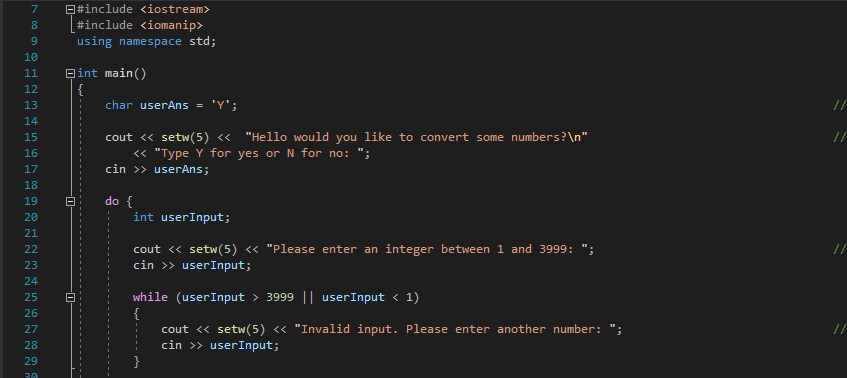 7 #include <iostream>
8 #include <iomanip>
9 using namespace std;
10
11 int main()
12 {
13 char userAns = 'Y'; //
14
15 cout << setw(5) << "Hello would you like to convert some numbers?\n" //
16 << "Type Y for yes or N for no: ";
17 cin >> userAns;
18
19 do {
20 int userInput;
21
22 cout << setw(5) << "Please enter an integer between 1 and 3999: "; //
23 cin >> userInput;
24
25 while (userInput > 3999 || userInput < 1)
26 {
27 cout << setw(5) << "Invalid input. Please enter another number: "; //
28 cin >> userInput;
29 }
30